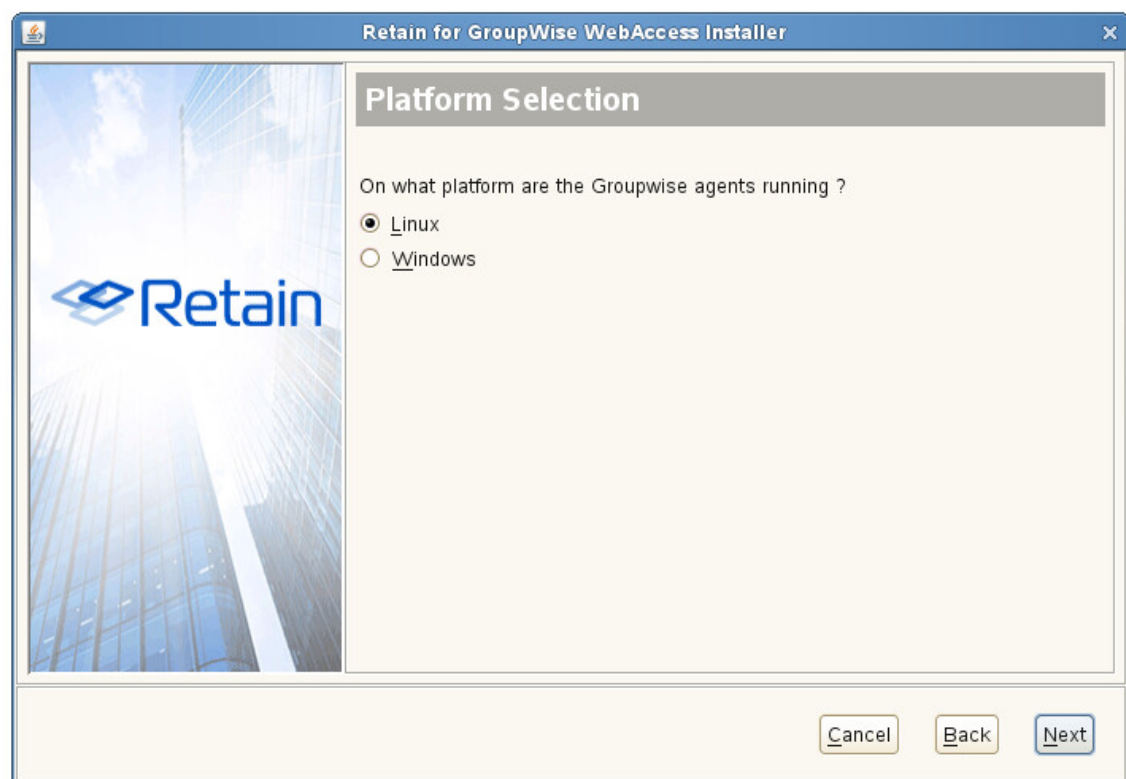 Retain for GroupWise WebAccess Installer
Platform Selection
On what platform are the Groupwise agents running ?
Linux
Windows
Retain
Cancel
Back
Next